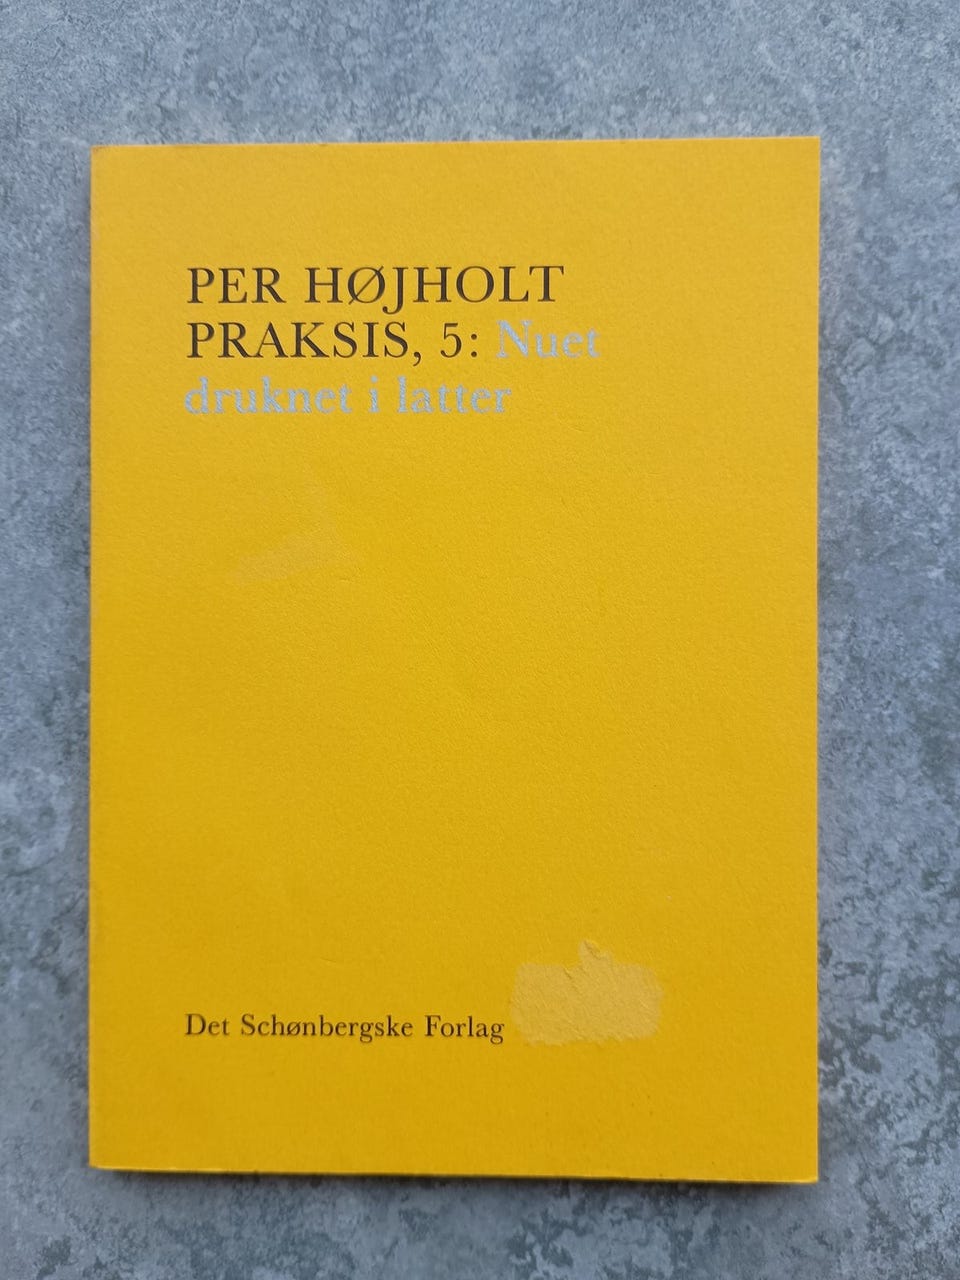 PER HØJHOLT
PRAKSIS, 5: Nuet
druknet i latter
Det Schønbergske Forlag